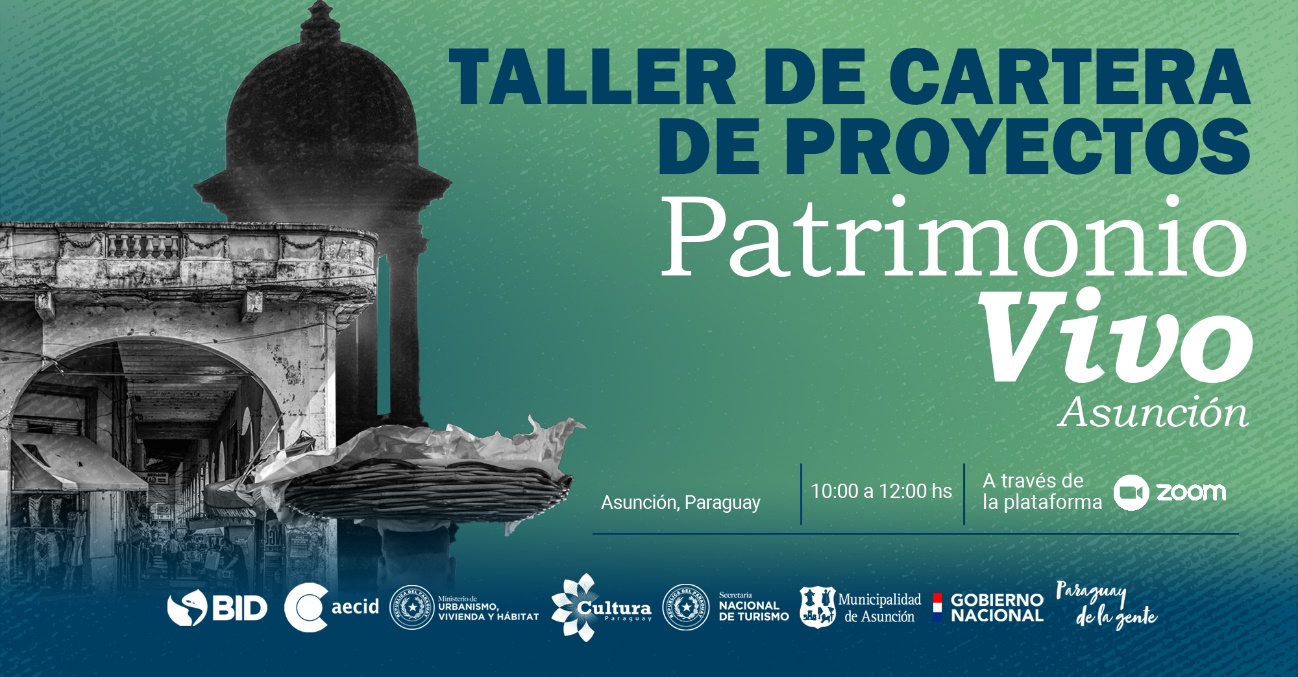 TALLER DE CARTERA
DE PROYECTOS
Patrimonio
Vivo
Asunción
Asunción, Paraguay
10:00 a 12:00 hs
A través de
la plataforma
zoom
BID
aecid
Ministerio de
URBANISMO,
VIVIENDA Y HÁBITAT
Cultura
Paraguay
Secretaría
NACIONAL
DE TURISMO
Municipalidad
de Asunción
GOBIERNO
NACIONAL
Paraguay
de la gente